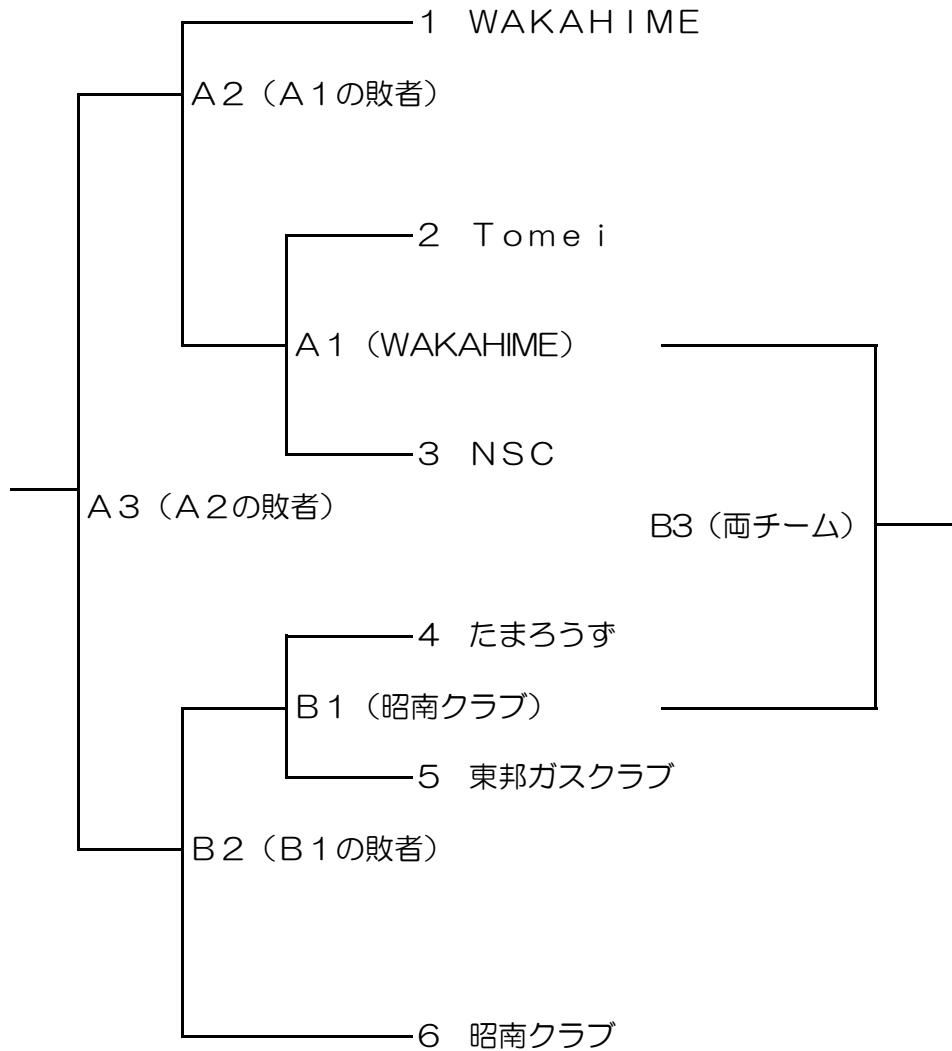 1 WAKAHIME
A2（A1の敗者）
2 Tomei
A1（WAKAHIME）
3 NSC
A3（A2の敗者）
B3（両チーム）
4 たまろうず
B1（昭南クラブ）
5 東邦ガスクラブ
B2（B1の敗者）
6 昭南クラブ